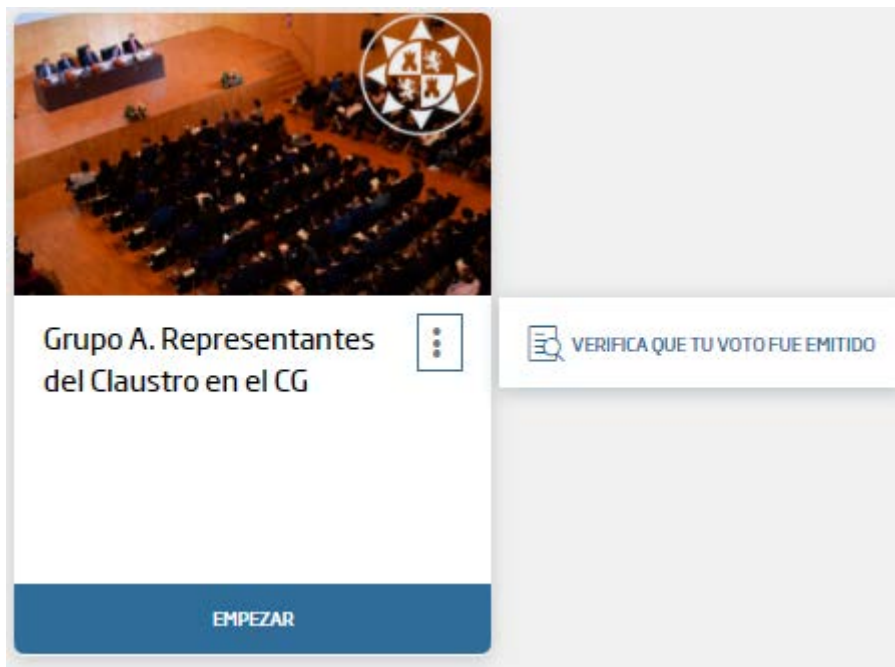 Grupo A. Representantes
del Claustro en el CG
VERIFICA QUE TU VOTO FUE EMITIDO
EMPEZAR